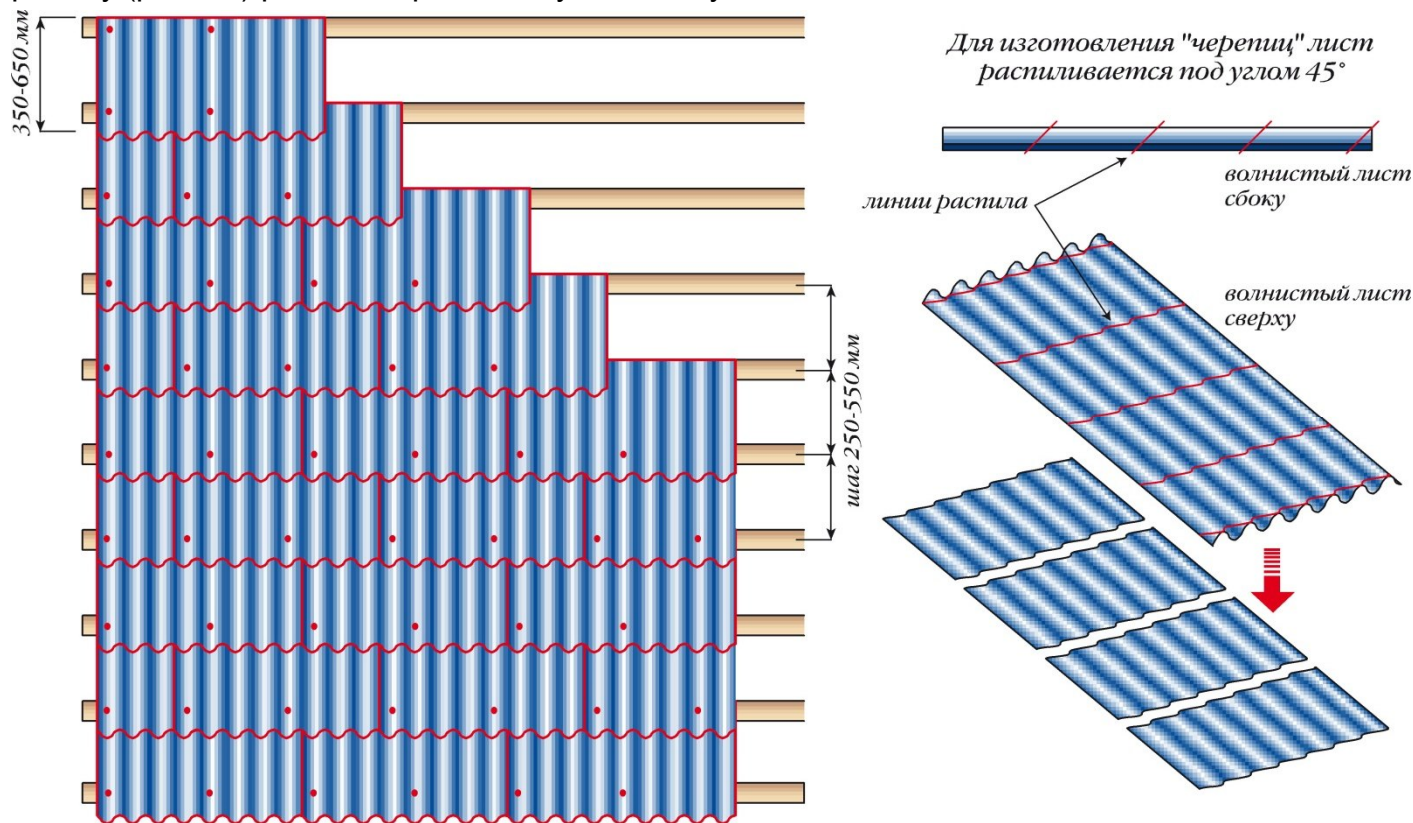 350-650 мм
Для изготовления "черепиц" лист
распиливается под углом 45°
волнистый лист
сбоку
линии распила
волнистый лист
сверху
шаг 250-550 мм